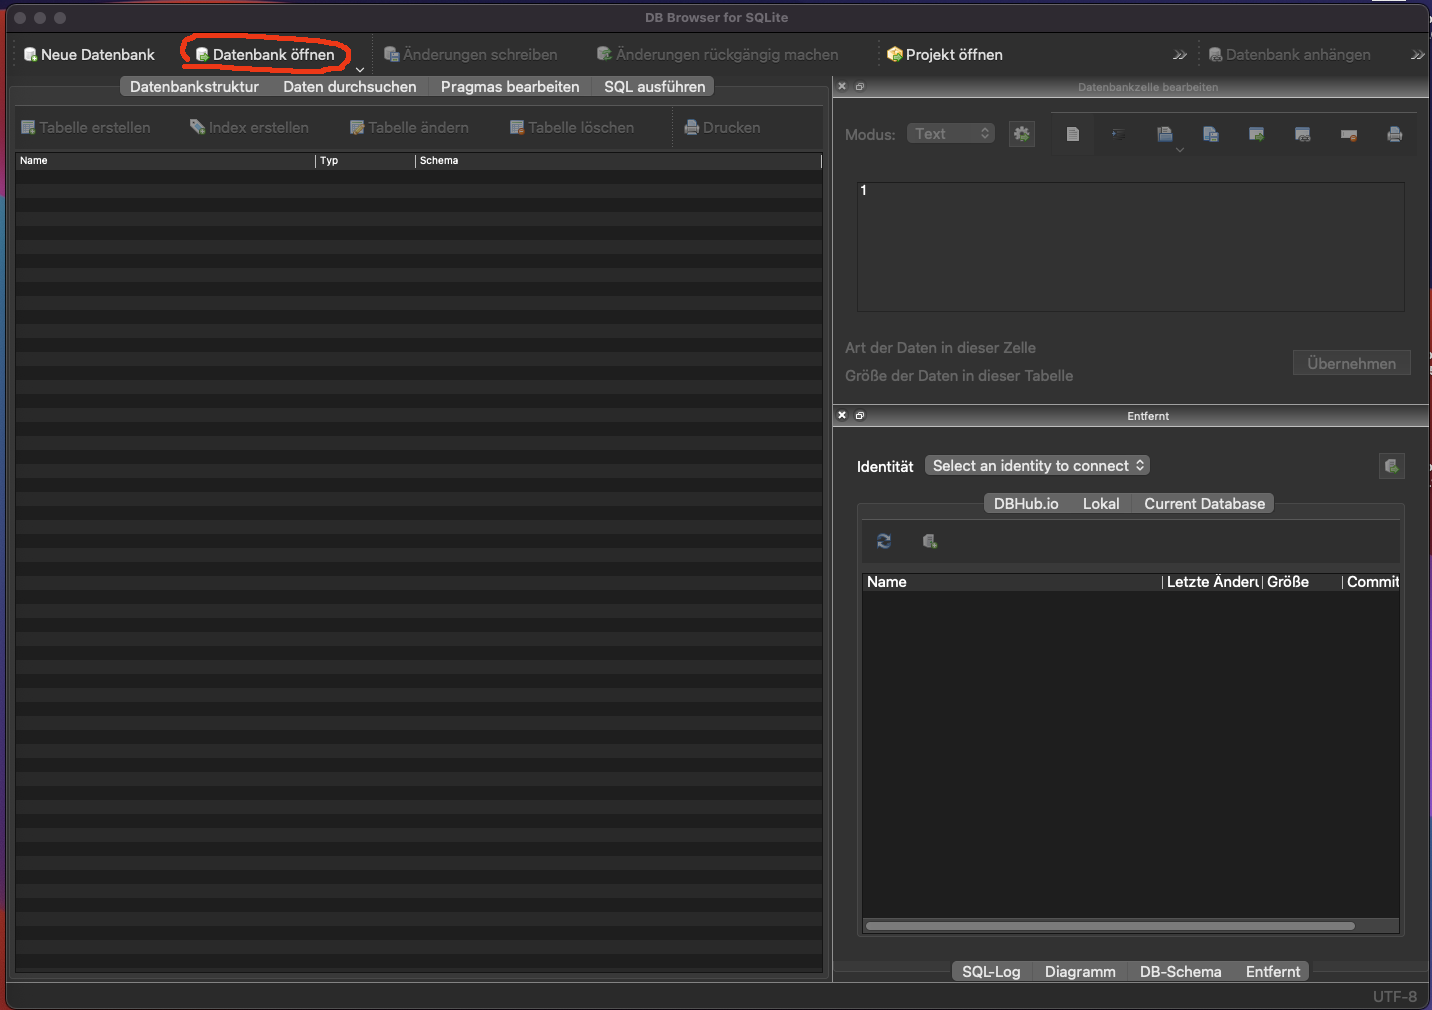 DB Browser for SQLite
Neue Datenbank Datenbank öffnen Änderungen schreiben Änderungen rückgängig machen Projekt öffnen Datenbank anhängen
Datenbankstruktur Daten durchsuchen Pragmas bearbeiten SQL ausführen
Tabelle erstellen Index erstellen Tabelle ändern Tabelle löschen Drucken
Name Typ Schema
Datenbankzelle bearbeiten
Modus: Text
1
Art der Daten in dieser Zelle
Größe der Daten in dieser Tabelle
Übernehmen
Entfernt
Identität Select an identity to connect
DBHub.io Lokal Current Database
Name Letzte Änderu Größe Commit
SQL-Log Diagramm DB-Schema Entfernt
UTF-8